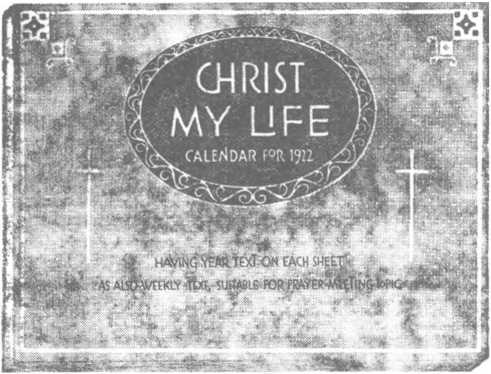 CHRIST
MY LIFE
CALENDAR FOR 1922
HAVING YEAR TEXT ON EACH SHEET
AS ALSO WEEKLY TEXT, SUITABLE FOR PRAYER-MEETING TOPIC